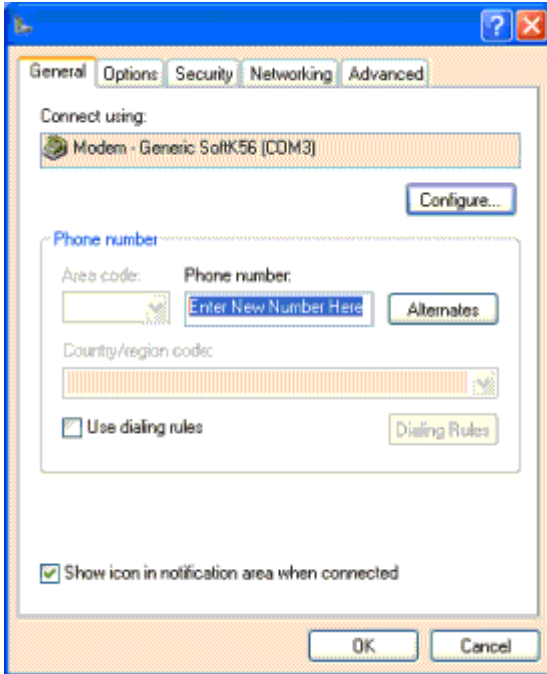 General Options Security Networking Advanced
Connect using:
Modem - Generic SoftK56 (COM3)
Configure...
Phone number
Area code: Phone number:
Enter New Number Here Alternates
Country/region code:
Use dialing rules Dialing Rules
Show icon in notification area when connected
OK Cancel